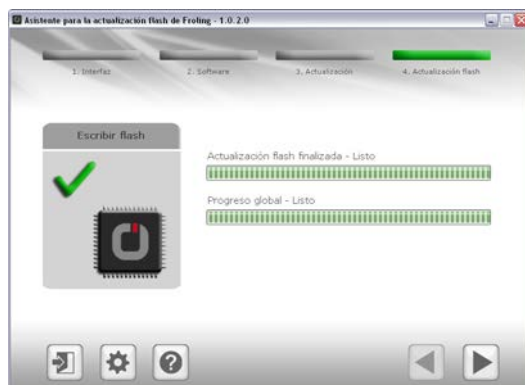 Asistente para la actualización flash de Froling - 1.0.2.0
1. Interfaz
2. Software
3. Actualización
4. Actualización flash
Escribir flash
Actualización flash finalizada - Listo
Progreso global - Listo